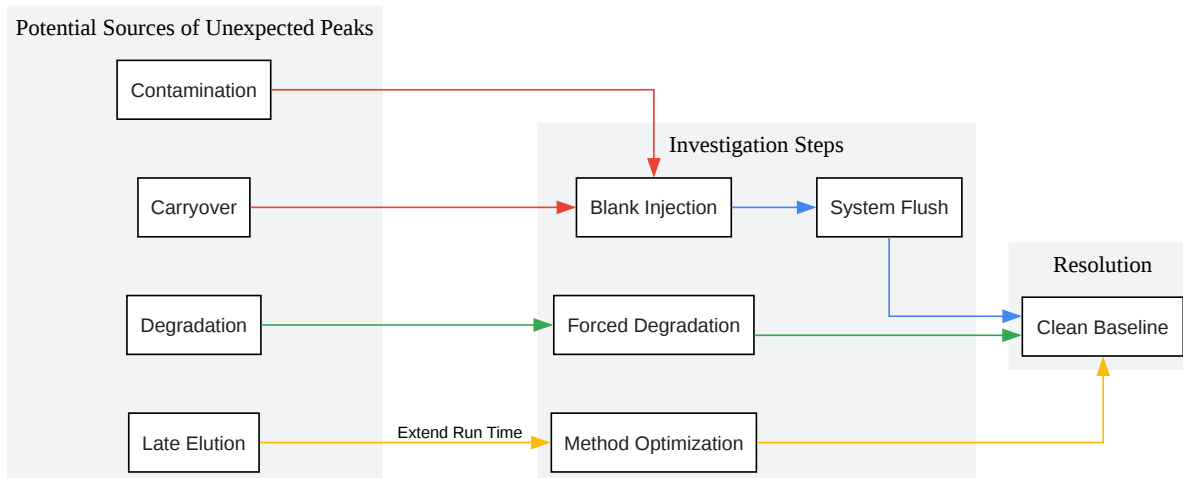 Potential Sources of Unexpected Peaks
Contamination
Investigation Steps
Carryover
Blank Injection
System Flush
Resolution
Degradation
Forced Degradation
Clean Baseline
Late Elution
Extend Run Time
Method Optimization